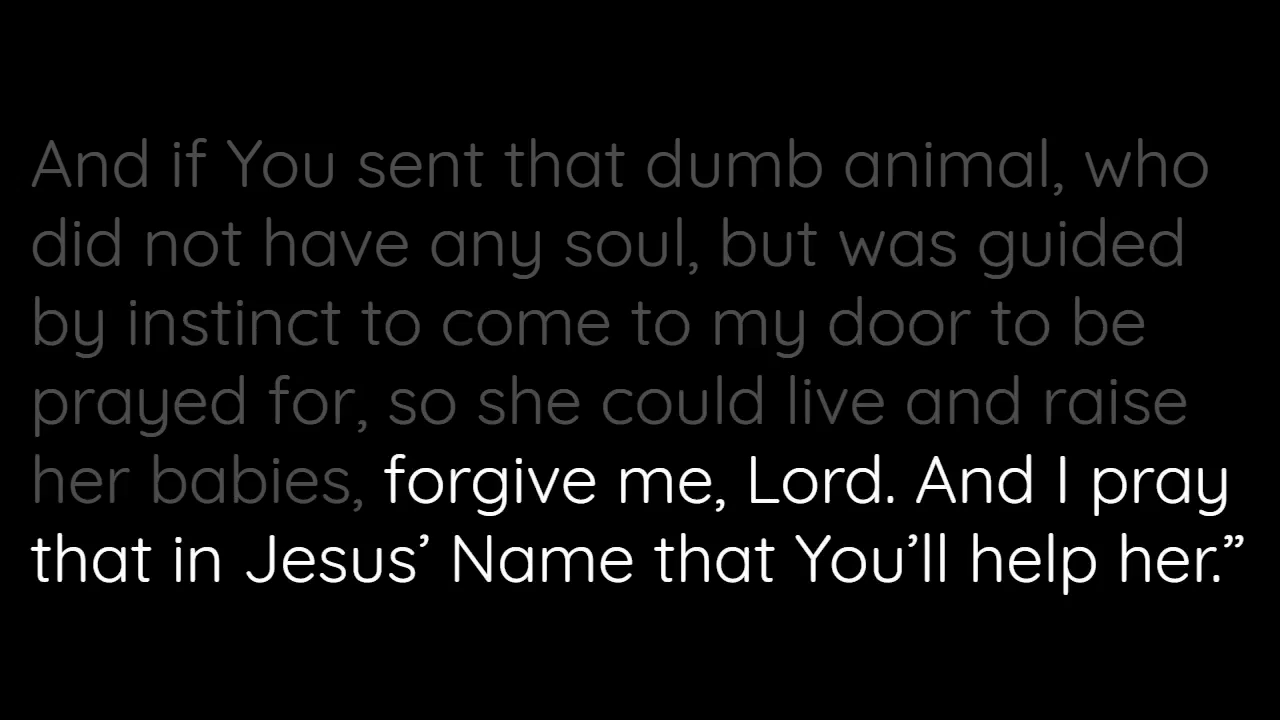 And if You sent that dumb animal, who
did not have any soul, but was guided
by instinct to come to my door to be
prayed for, so she could live and raise
her babies, forgive me, Lord. And I pray
that in Jesus’ Name that You’ll help her.”